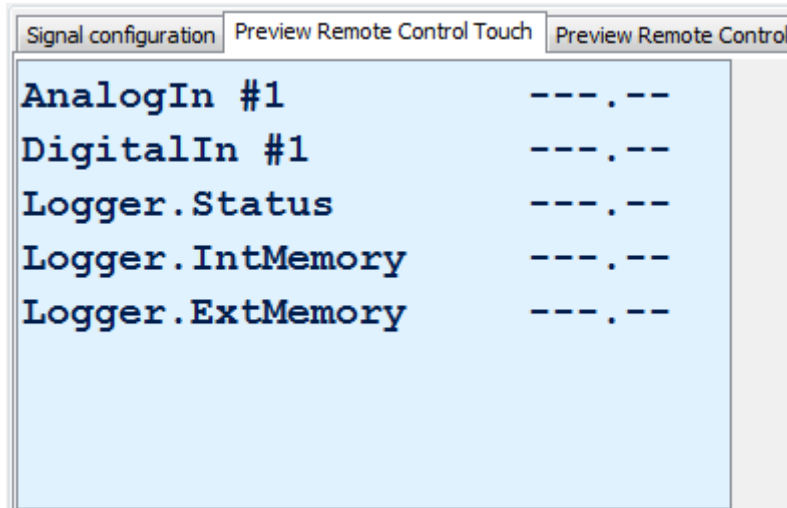 Signal configuration Preview Remote Control Touch Preview Remote Control
AnalogIn #1 ---.--
DigitalIn #1 ---.--
Logger.Status ---.--
Logger.IntMemory ---.--
Logger.ExtMemory ---.--